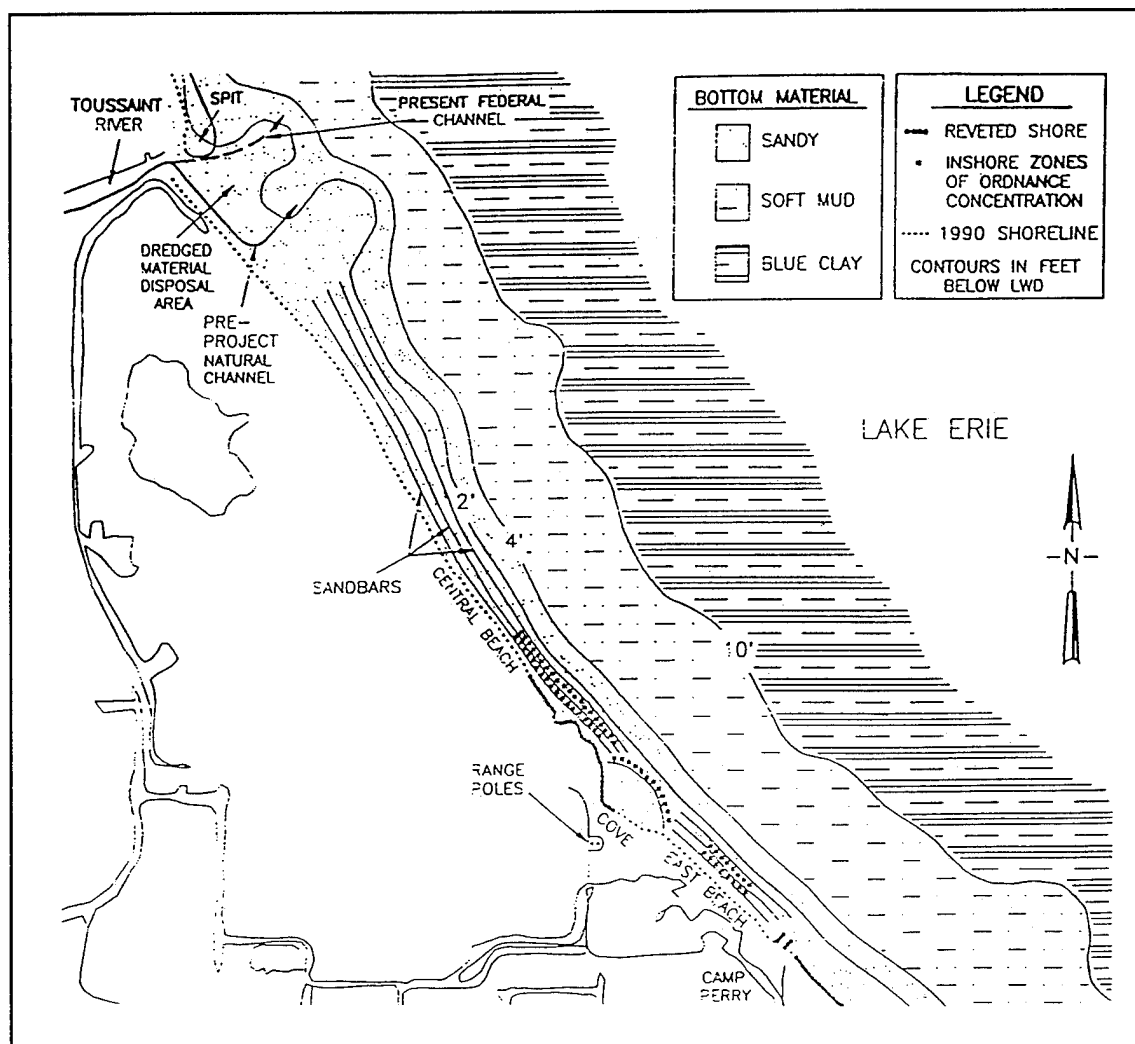 TOUSSAINT
RIVER
SPIT
PRESENT FEDERAL
CHANNEL
DREDGED
MATERIAL
DISPOSAL
AREA
PRE-
PROJECT
NATURAL
CHANNEL
BOTTOM MATERIAL
SANDY
SOFT MUD
BLUE CLAY
LEGEND
REVETED SHORE
INSHORE ZONES
OF ORDNANCE
CONCENTRATION
1990 SHORELINE
CONTOURS IN FEET
BELOW LWD
LAKE ERIE
-N-
2'
4'
10'
SANDBARS
CENTRAL BEACH
RANGE
POLES
COVE
EAST BEACH
CAMP
PERRY